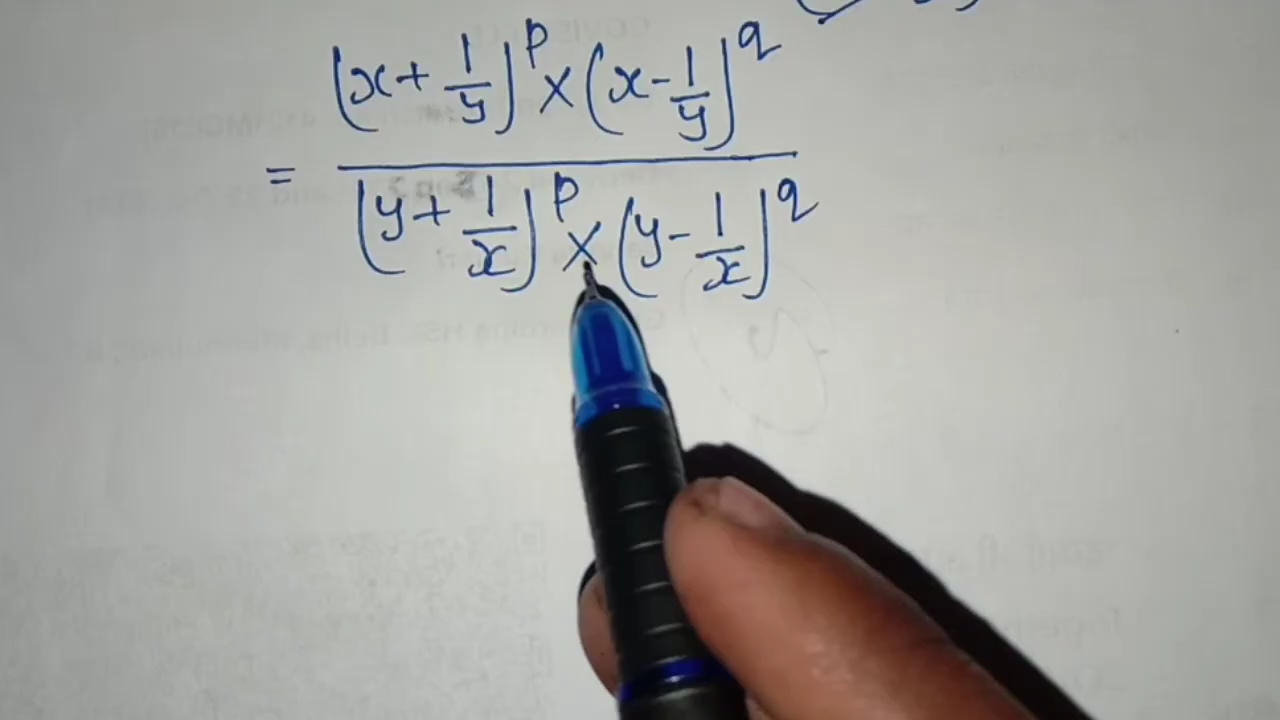 (x + 1/y)^p × (x - 1/y)^q
= ―――――――――――
(y + 1/x)^p × (y - 1/x)^q